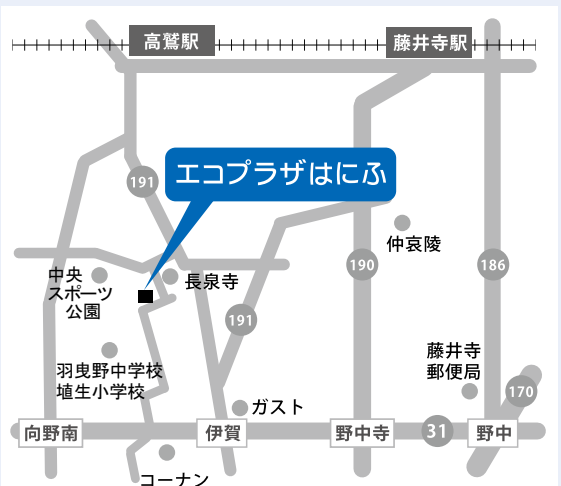 高鷲駅
藤井寺駅
エコプラザはにふ
191
仲哀陵
190
186
中央
スポーツ
公園
長泉寺
191
羽曳野中学校
埴生小学校
藤井寺
郵便局
170
ガスト
向野南
伊賀
野中寺
31
野中
コーナン